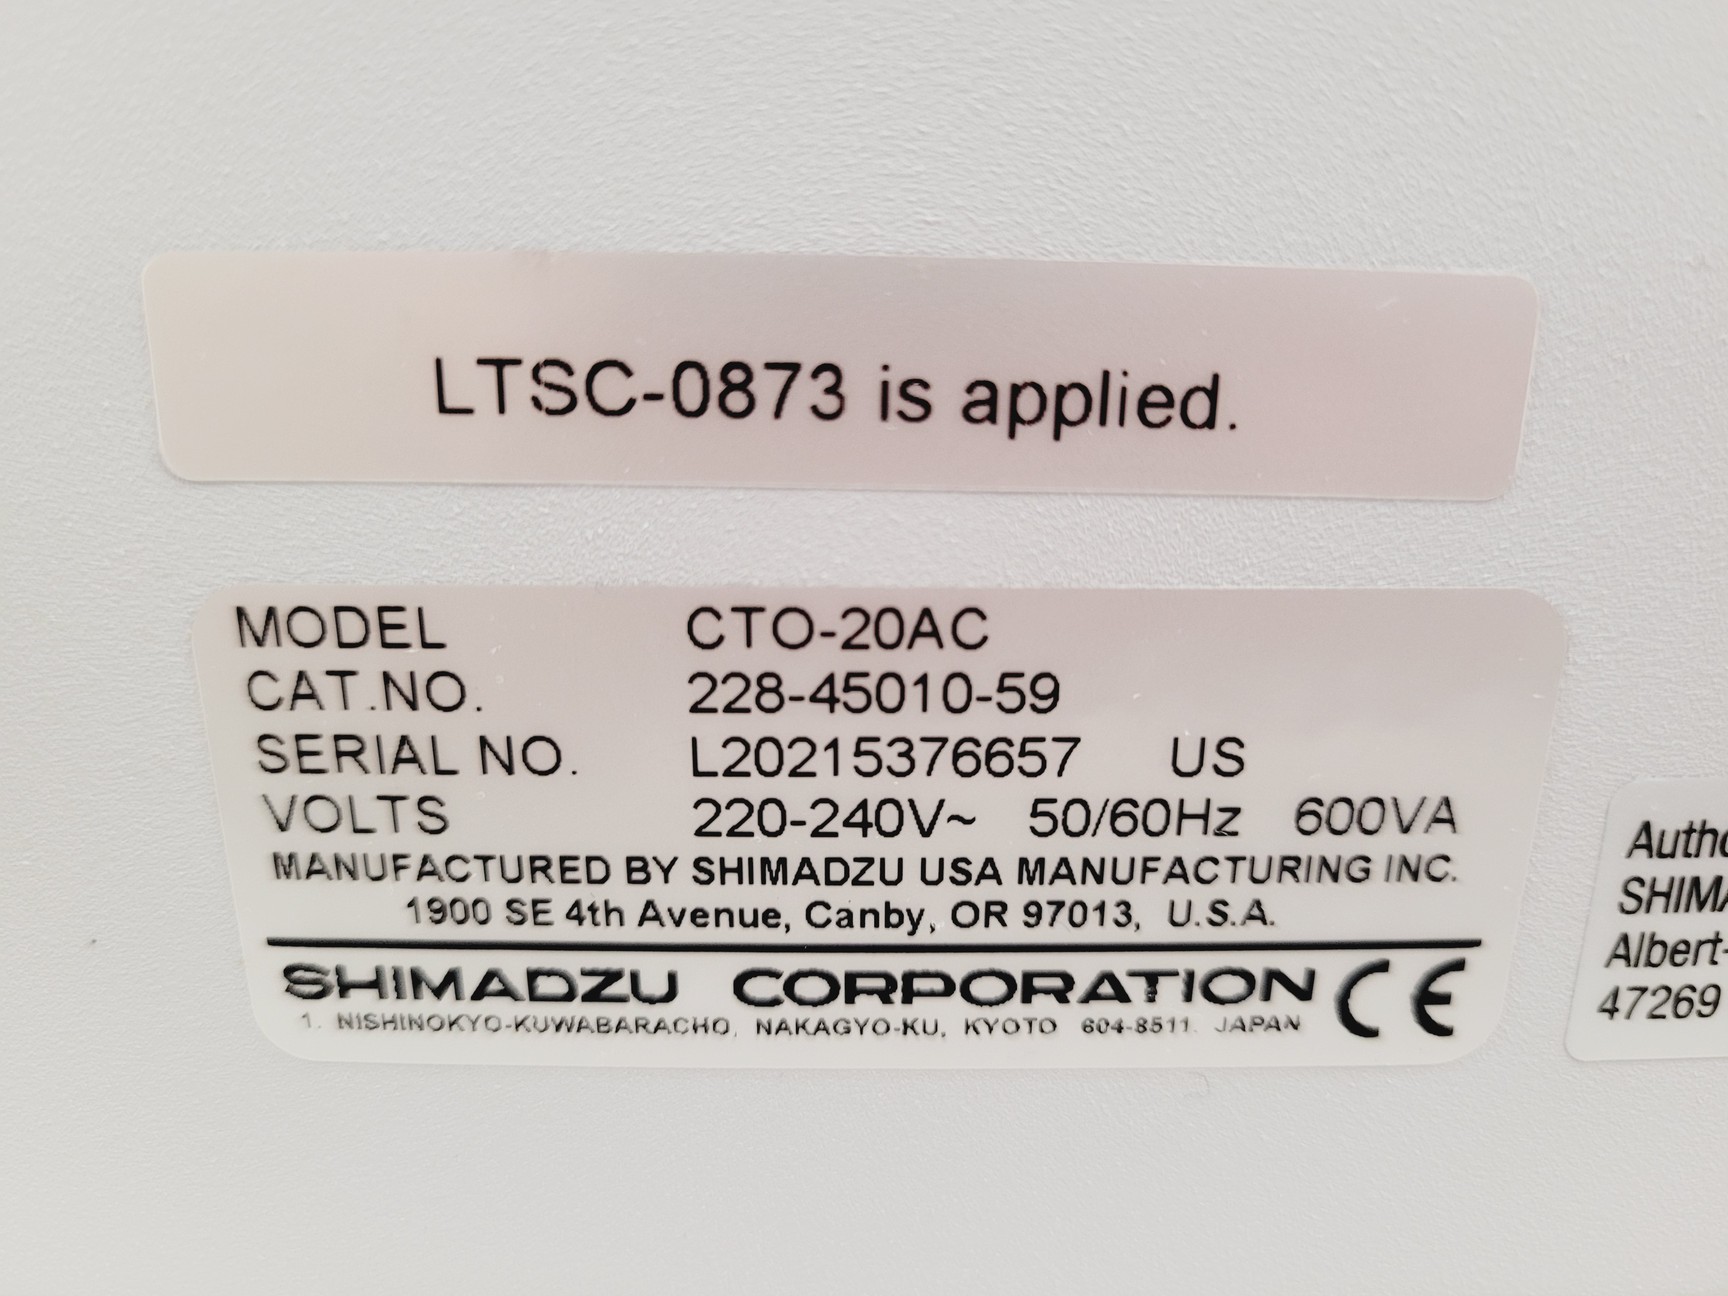 LTSC-0873 is applied.
MODEL CTO-20AC
CAT.NO. 228-45010-59
SERIAL NO. L20215376657 US
VOLTS 220-240V~ 50/60Hz 600VA
MANUFACTURED BY SHIMADZU USA MANUFACTURING INC.
1900 SE 4th Avenue, Canby, OR 97013, U.S.A.
SHIMADZU CORPORATION CE
1. NISHINOKYO-KUWABARACHO, NAKAGYO-KU, KYOTO 604-8511 JAPAN
Albert-
47269